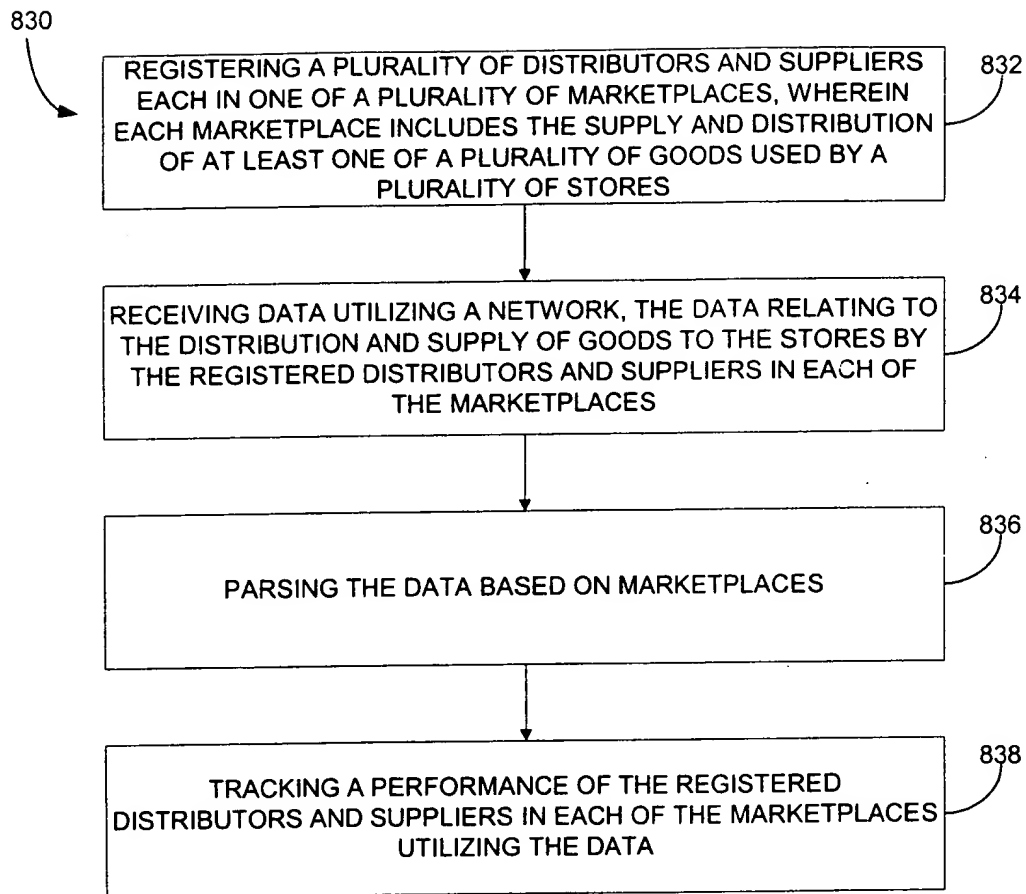 830
REGISTERING A PLURALITY OF DISTRIBUTORS AND SUPPLIERS
EACH IN ONE OF A PLURALITY OF MARKETPLACES, WHEREIN
EACH MARKETPLACE INCLUDES THE SUPPLY AND DISTRIBUTION
OF AT LEAST ONE OF A PLURALITY OF GOODS USED BY A
PLURALITY OF STORES
832
RECEIVING DATA UTILIZING A NETWORK, THE DATA RELATING TO
THE DISTRIBUTION AND SUPPLY OF GOODS TO THE STORES BY
THE REGISTERED DISTRIBUTORS AND SUPPLIERS IN EACH OF
THE MARKETPLACES
834
PARSING THE DATA BASED ON MARKETPLACES
836
TRACKING A PERFORMANCE OF THE REGISTERED
DISTRIBUTORS AND SUPPLIERS IN EACH OF THE MARKETPLACES
UTILIZING THE DATA
838